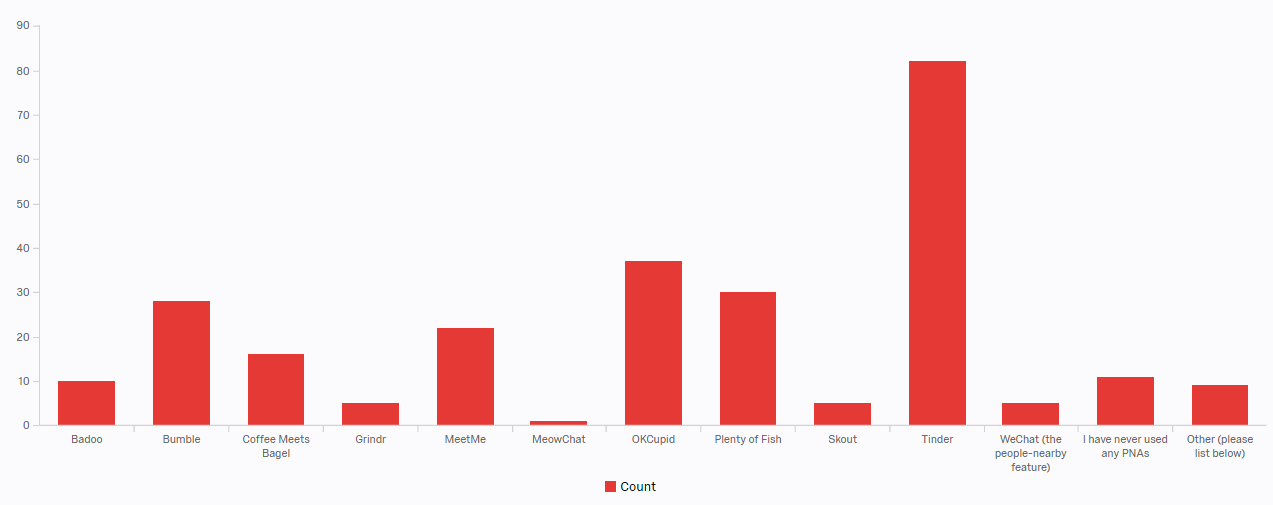 90
80
70
60
50
40
30
20
10
0
Badoo
Bumble
Coffee Meets
Bagel
Grindr
MeetMe
MeowChat
OKCupid
Plenty of Fish
Skout
Tinder
WeChat (the
people-nearby
feature)
I have never used
any PNAs
Other (please
list below)
Count